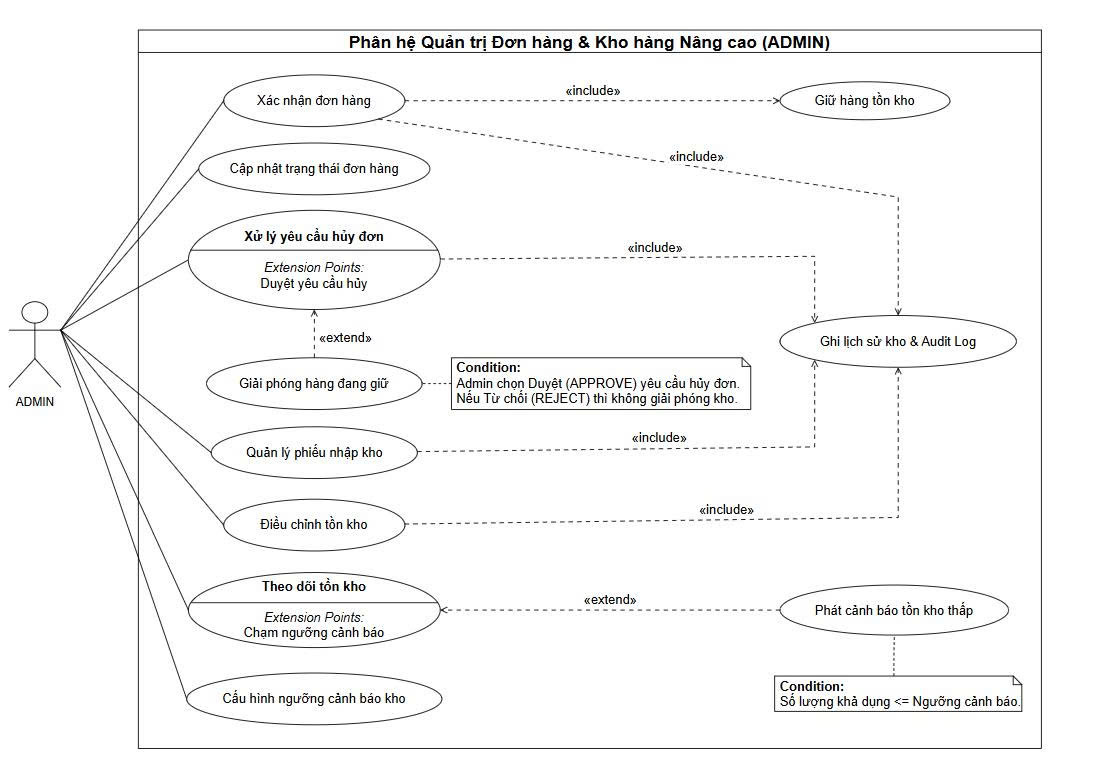 Phân hệ Quản trị Đơn hàng & Kho hàng Nâng cao (ADMIN)
Xác nhận đơn hàng
«include»
Giữ hàng tồn kho
«include»
Cập nhật trạng thái đơn hàng
Xử lý yêu cầu hủy đơn
Extension Points:
Duyệt yêu cầu hủy
«include»
«extend»
Ghi lịch sử kho & Audit Log
Giải phóng hàng đang giữ
Condition:
Admin chọn Duyệt (APPROVE) yêu cầu hủy đơn.
Nếu Từ chối (REJECT) thì không giải phóng kho.
ADMIN
Quản lý phiếu nhập kho
«include»
Điều chỉnh tồn kho
«include»
Theo dõi tồn kho
Extension Points:
Chạm ngưỡng cảnh báo
«extend»
Phát cảnh báo tồn kho thấp
Condition:
Số lượng khả dụng <= Ngưỡng cảnh báo.
Cấu hình ngưỡng cảnh báo kho